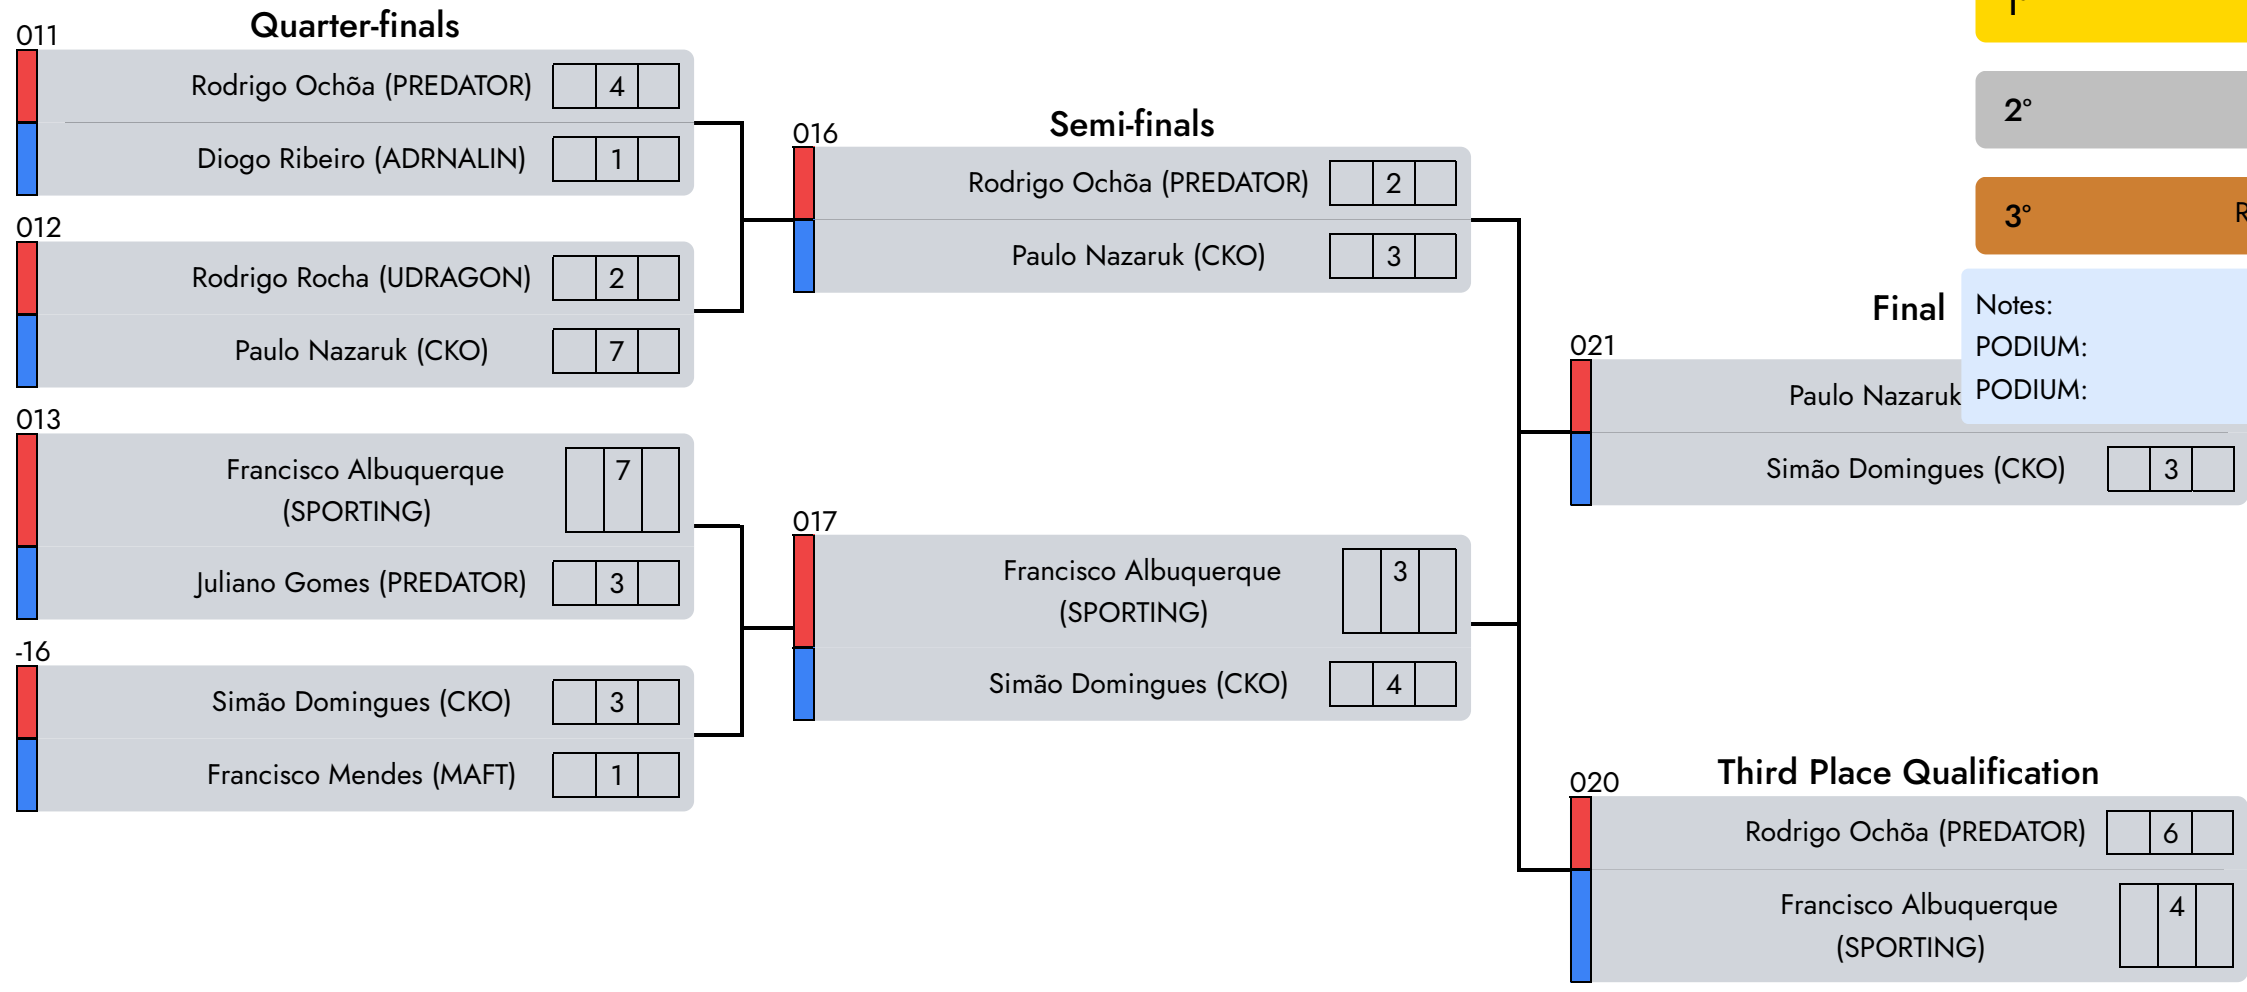 Quarter-finals
011
Rodrigo Ochõa (PREDATOR) 4
Diogo Ribeiro (ADRNALIN) 1
012
Rodrigo Rocha (UDRAGON) 2
Paulo Nazaruk (CKO) 7
013
Francisco Albuquerque 7
(SPORTING)
Juliano Gomes (PREDATOR) 3
-16
Simão Domingues (CKO) 3
Francisco Mendes (MAFT) 1
Semi-finals
016
Rodrigo Ochõa (PREDATOR) 2
Paulo Nazaruk (CKO) 3
017
Francisco Albuquerque 3
(SPORTING)
Simão Domingues (CKO) 4
1°
2°
3° R
Notes:
PODIUM:
PODIUM:
Final
021
Paulo Nazaruk
Simão Domingues (CKO) 3
Third Place Qualification
020
Rodrigo Ochõa (PREDATOR) 6
Francisco Albuquerque 4
(SPORTING)